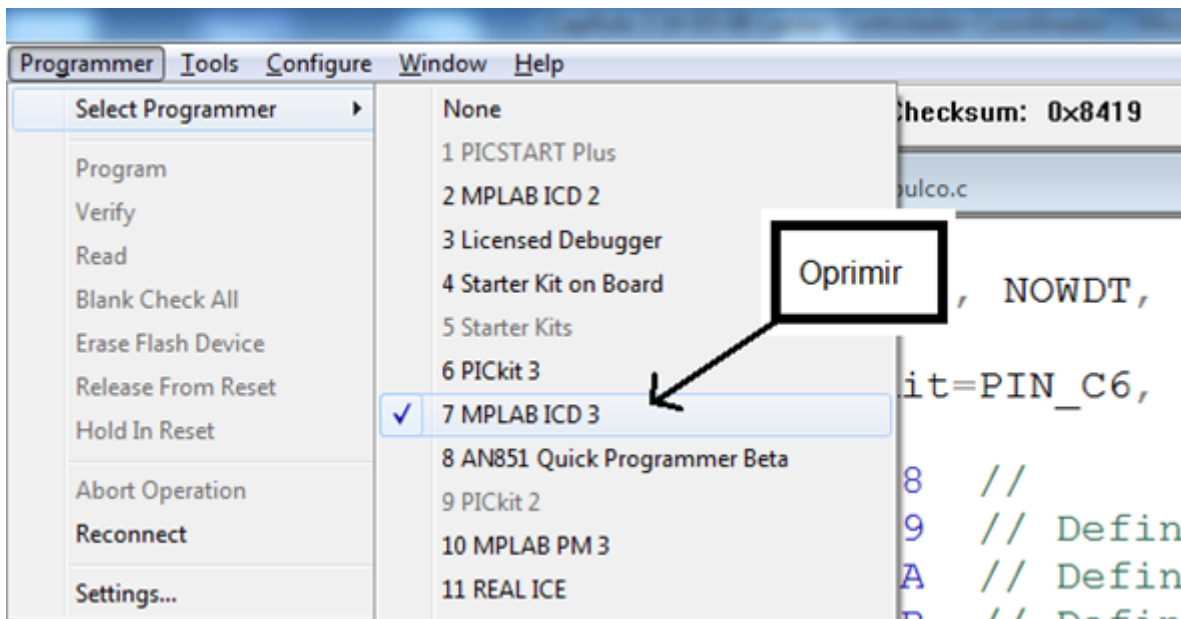 Programmer Tools Configure Window Help
Select Programmer
Program
Verify
Read
Blank Check All
Erase Flash Device
Release From Reset
Hold In Reset
Abort Operation
Reconnect
Settings...
None
1 PICSTART Plus
2 MPLAB ICD 2
3 Licensed Debugger
4 Starter Kit on Board
5 Starter Kits
6 PICkit 3
7 MPLAB ICD 3
8 AN851 Quick Programmer Beta
9 PICkit 2
10 MPLAB PM 3
11 REAL ICE
Oprimir
hecksum: 0x8419
pulco.c
, NOWDT,
it=PIN_C6,
8 //
9 // Defin
A // Defin